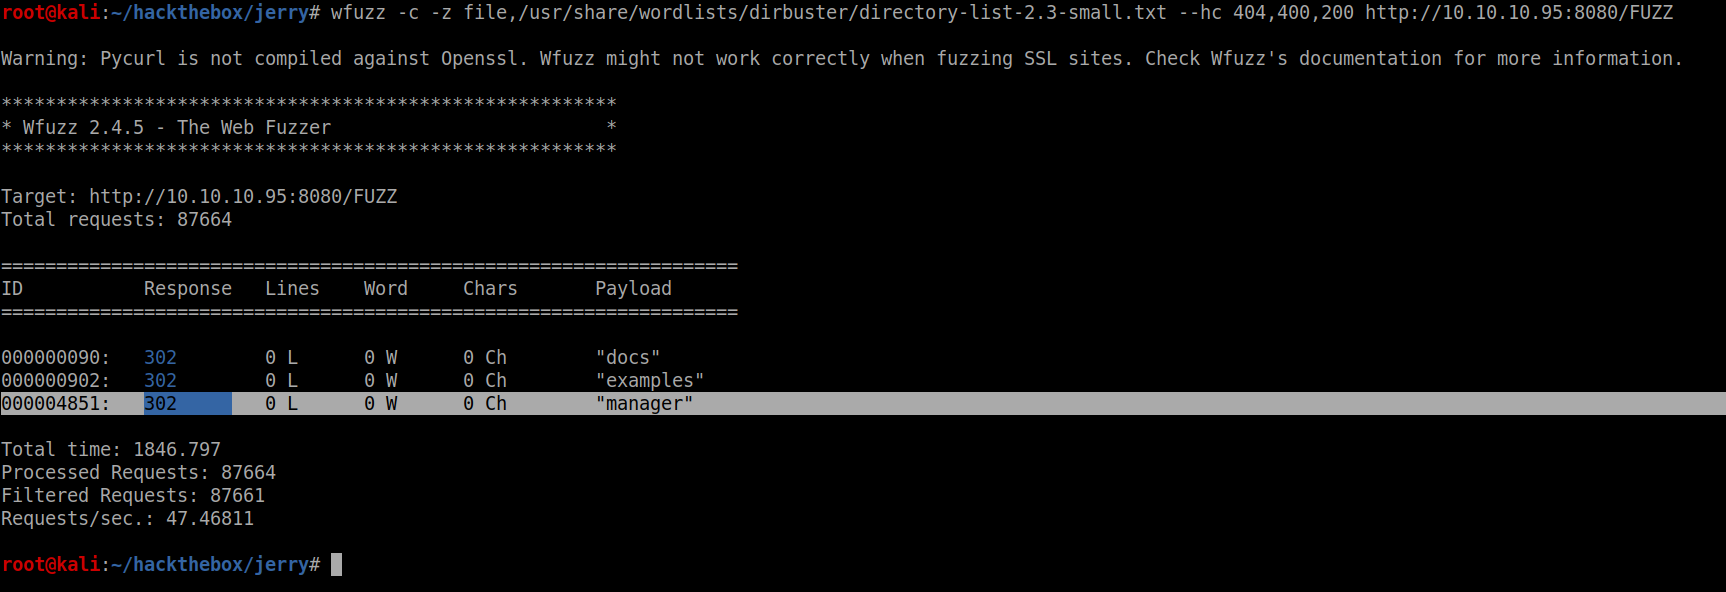 root@kali:~/hackthebox/jerry# wfuzz -c -z file,/usr/share/wordlists/dirbuster/directory-list-2.3-small.txt --hc 404,400,200 http://10.10.10.95:8080/FUZZ
Warning: Pycurl is not compiled against Openssl. Wfuzz might not work correctly when fuzzing SSL sites. Check Wfuzz's documentation for more information.
********************************************************
* Wfuzz 2.4.5 - The Web Fuzzer                         *
********************************************************
Target: http://10.10.10.95:8080/FUZZ
Total requests: 87664
===================================================================
ID           Response   Lines    Word     Chars       Payload
===================================================================
000000090:   302        0 L      0 W      0 Ch        "docs"
000000902:   302        0 L      0 W      0 Ch        "examples"
000004851:   302        0 L      0 W      0 Ch        "manager"
Total time: 1846.797
Processed Requests: 87664
Filtered Requests: 87661
Requests/sec.: 47.46811
root@kali:~/hackthebox/jerry#